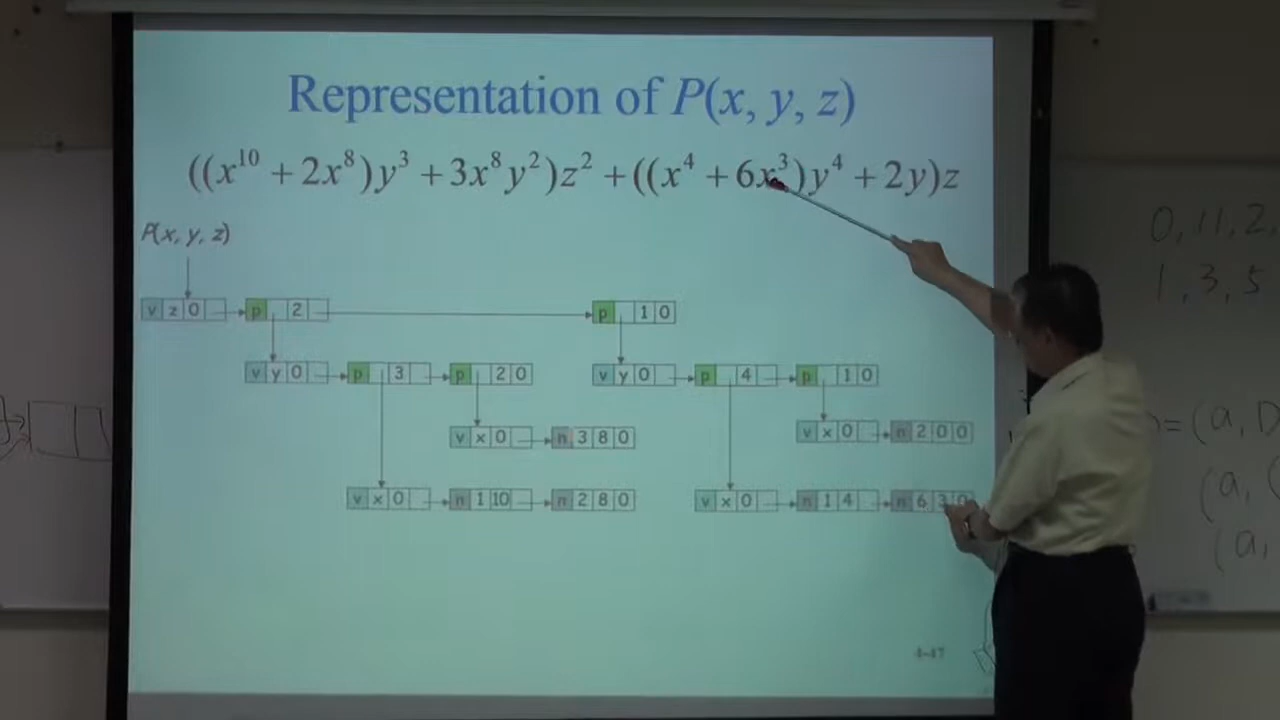 Representation of P(x, y, z)
((x¹⁰ + 2x⁸)y³ + 3x⁸y²)z² + ((x⁴ + 6x³)y⁴ + 2y)z
P(x, y, z)
v z 0 p 2 p 1 0
v y 0 p 3 p 2 0 v y 0 p 4 p 1 0
v x 0 n 3 8 0 v x 0 n 2 0 0
v x 0 n 1 10 n 2 8 0 v x 0 n 1 4 n 6 3 0
4-47
0, 11, 2,
1, 3, 5
= (a, 
(a,
(a,